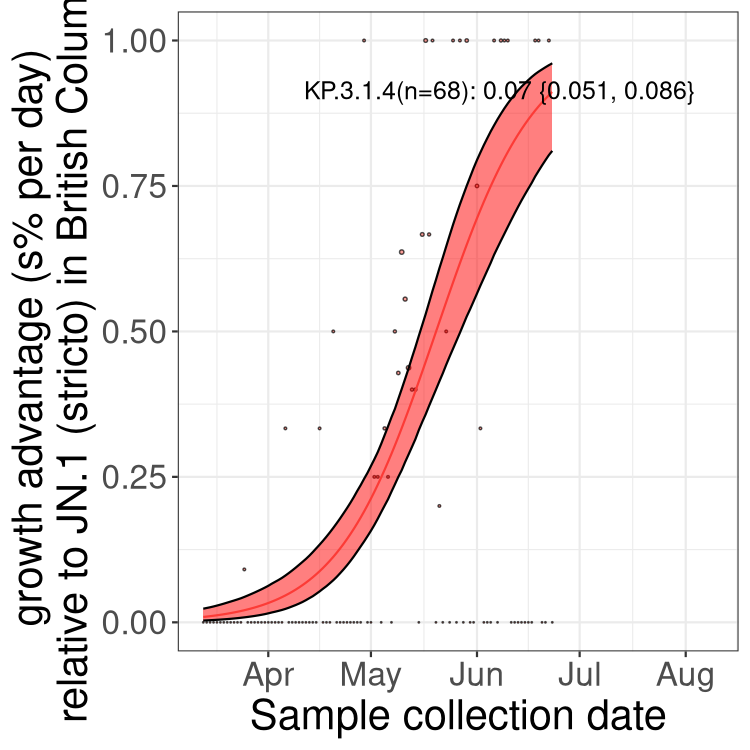 growth advantage (s% per day)
relative to JN.1 (stricto) in British Colum
1.00
0.75
0.50
0.25
0.00
KP.3.1.4(n=68): 0.07 {0.051, 0.086}
Apr May Jun Jul Aug
Sample collection date